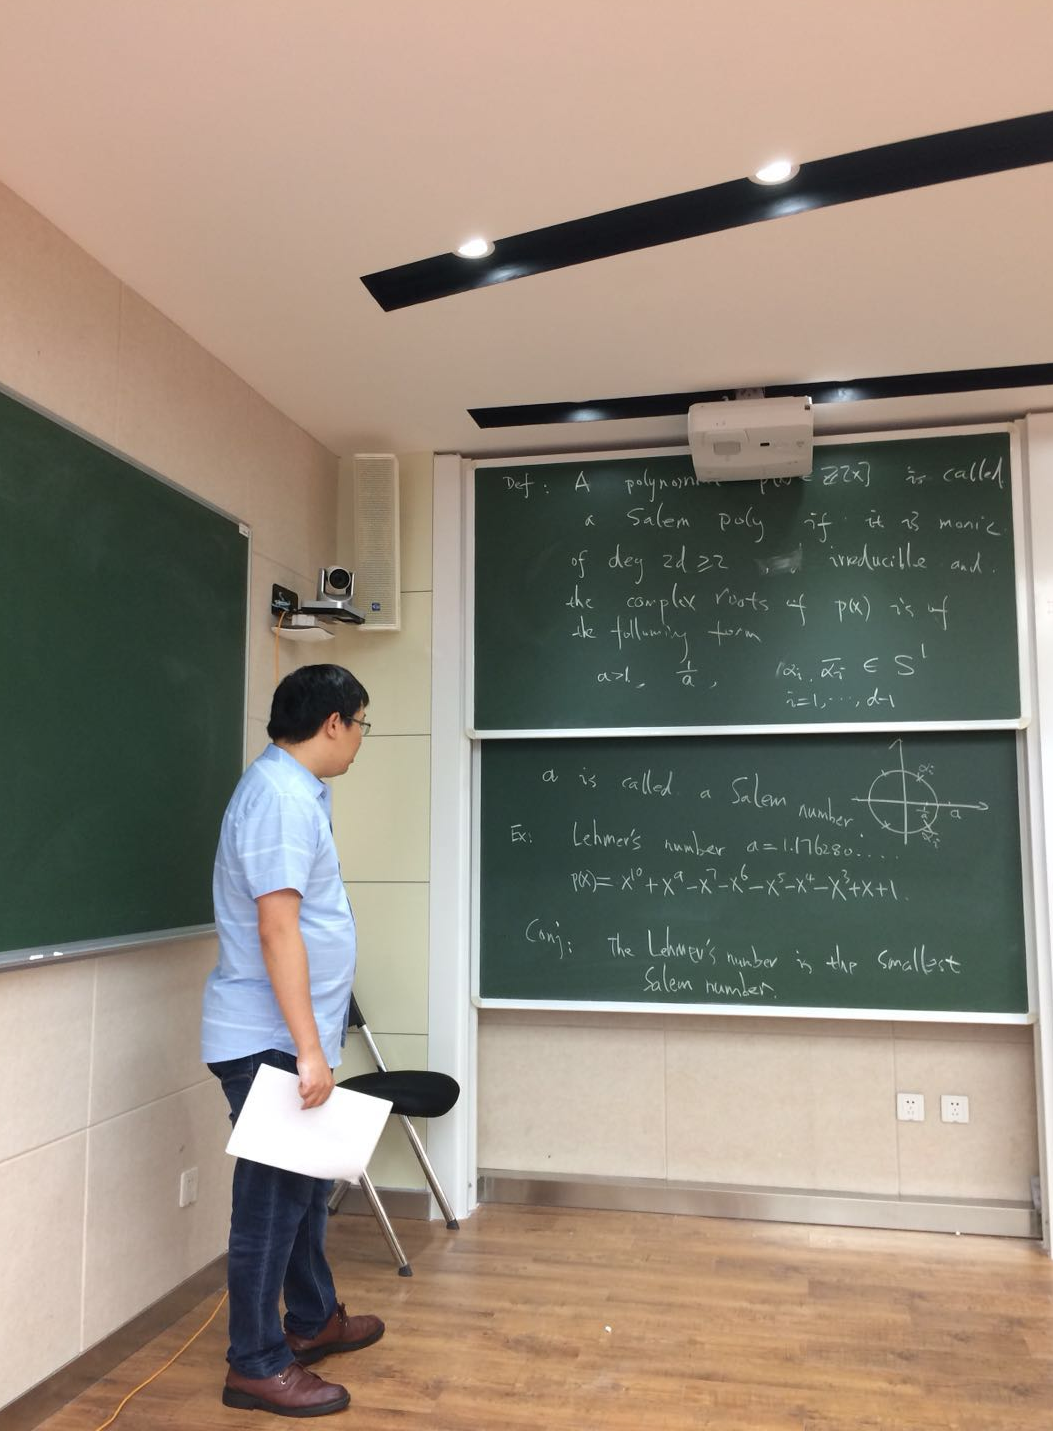 Def: A polynomial p(x) ∈ ℤ[x] is called
a Salem poly if it is monic
of deg 2d ≥ 2 irreducible and.
the complex roots of p(x) is of
the following form
a>1, 1/a, αi, ᾱi ∈ S¹
i=1, ⋯, d-1
a is called a Salem number
αi
1/a a
ᾱi
Ex: Lehmer's number a = 1.176280.....
p(x) = x¹⁰+x⁹-x⁷-x⁶-x⁵-x⁴-x³+x+1.
Conj: The Lehmer's number is the smallest
Salem number.